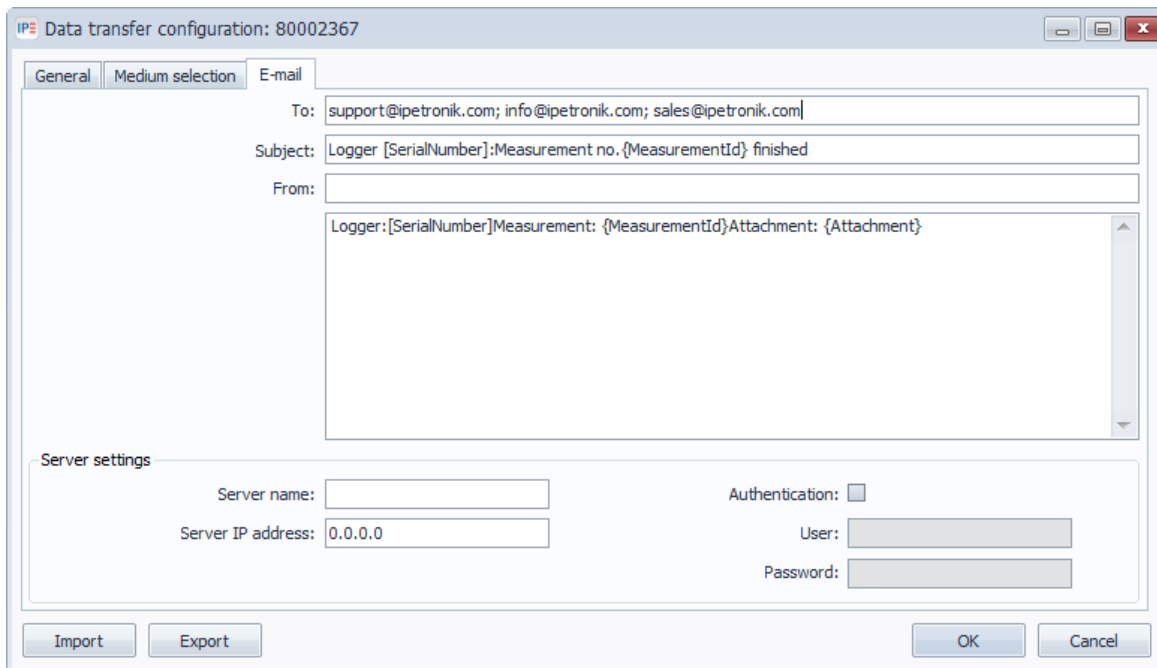 IPE Data transfer configuration: 80002367
General Medium selection E-mail
To: support@ipetronik.com; info@ipetronik.com; sales@ipetronik.com
Subject: Logger [SerialNumber]:Measurement no.{MeasurementId} finished
From:
Logger:[SerialNumber]Measurement: {MeasurementId}Attachment: {Attachment}
Server settings
Server name: Authentication:
Server IP address: 0.0.0.0 User:
Password:
Import Export OK Cancel